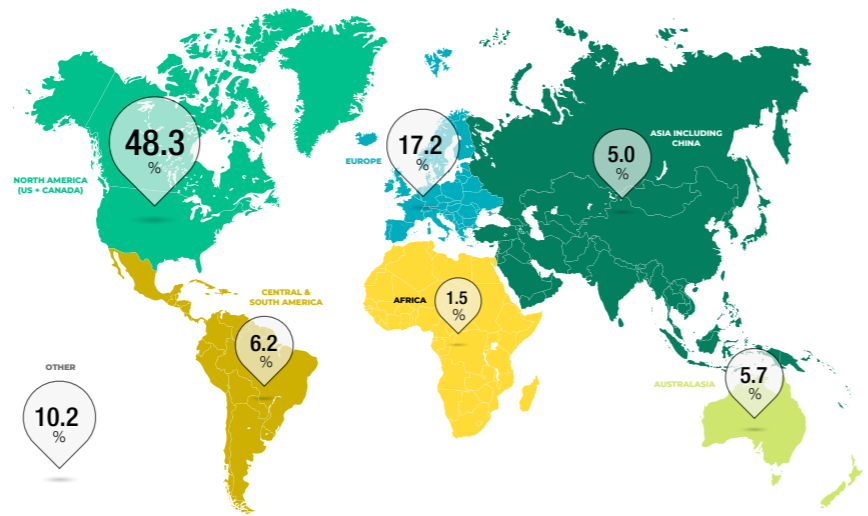 48.3
%
NORTH AMERICA
(US + CANADA)
EUROPE
17.2
%
5.0
%
ASIA INCLUDING
CHINA
CENTRAL &
SOUTH AMERICA
6.2
%
AFRICA
1.5
%
OTHER
10.2
%
AUSTRALASIA
5.7
%